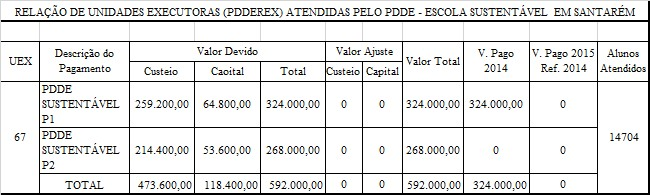 RELAÇÃO DE UNIDADES EXECUTORAS (PDDEREX) ATENDIDAS PELO PDDE - ESCOLA SUSTENTÁVEL EM SANTARÉM
UEX Descrição do Pagamento Valor Devido Valor Ajuste Valor Total V. Pago 2014 V. Pago 2015 Ref. 2014 Alunos Atendidos
Custeio Caoital Total Custeio Capital
67 PDDE SUSTENTÁVEL P1 259.200,00 64.800,00 324.000,00 0 0 324.000,00 324.000,00 0 14704
PDDE SUSTENTÁVEL P2 214.400,00 53.600,00 268.000,00 0 0 268.000,00 0 0
TOTAL 473.600,00 118.400,00 592.000,00 0 0 592.000,00 324.000,00 0